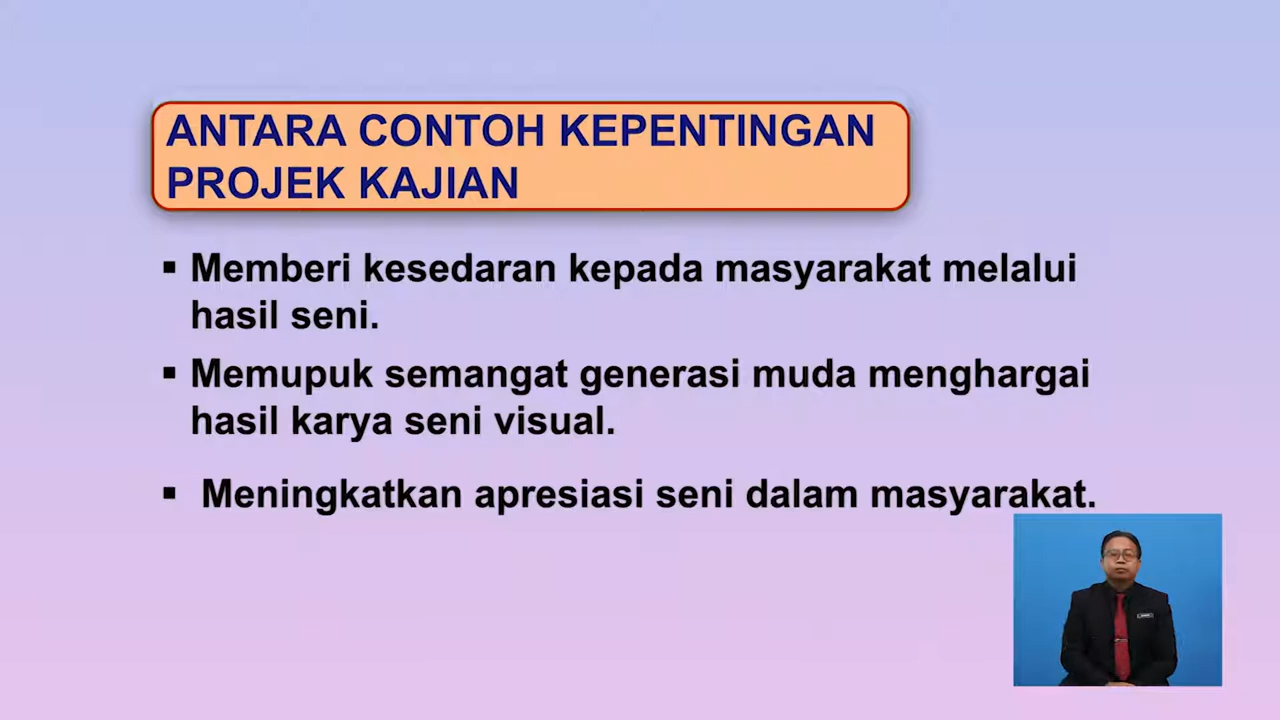 ANTARA CONTOH KEPENTINGAN
PROJEK KAJIAN
▪ Memberi kesedaran kepada masyarakat melalui
hasil seni.
▪ Memupuk semangat generasi muda menghargai
hasil karya seni visual.
▪ Meningkatkan apresiasi seni dalam masyarakat.